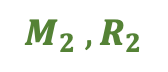 M₂ , R₂